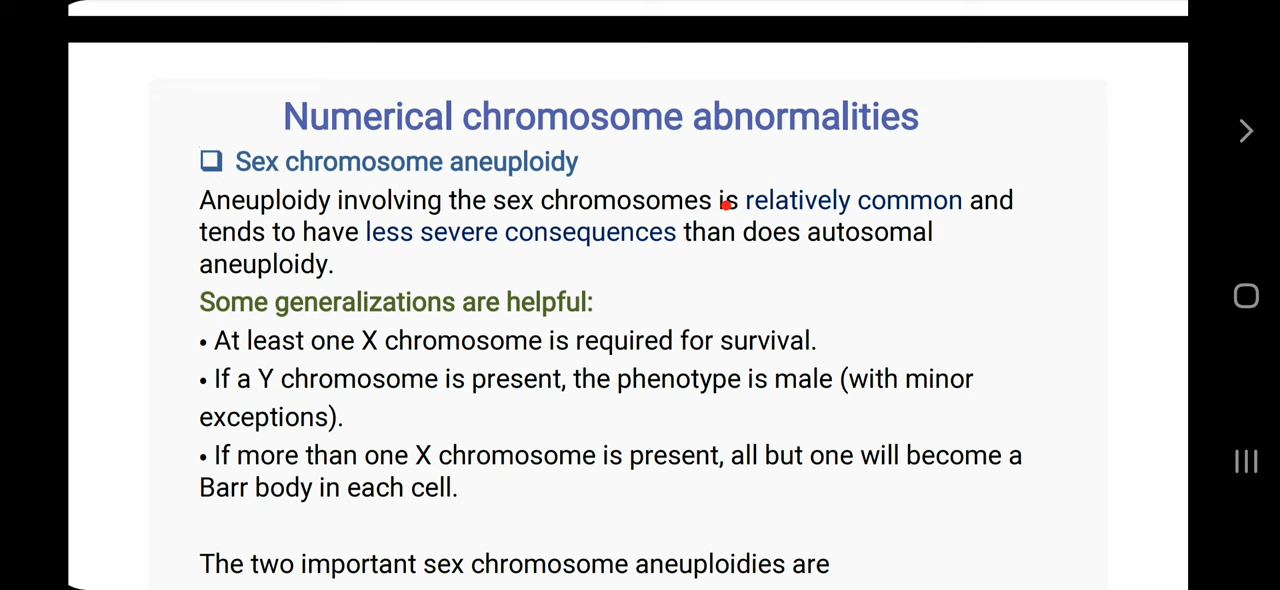 Numerical chromosome abnormalities
❑ Sex chromosome aneuploidy
Aneuploidy involving the sex chromosomes is relatively common and
tends to have less severe consequences than does autosomal
aneuploidy.
Some generalizations are helpful:
• At least one X chromosome is required for survival.
• If a Y chromosome is present, the phenotype is male (with minor
exceptions).
• If more than one X chromosome is present, all but one will become a
Barr body in each cell.
The two important sex chromosome aneuploidies are